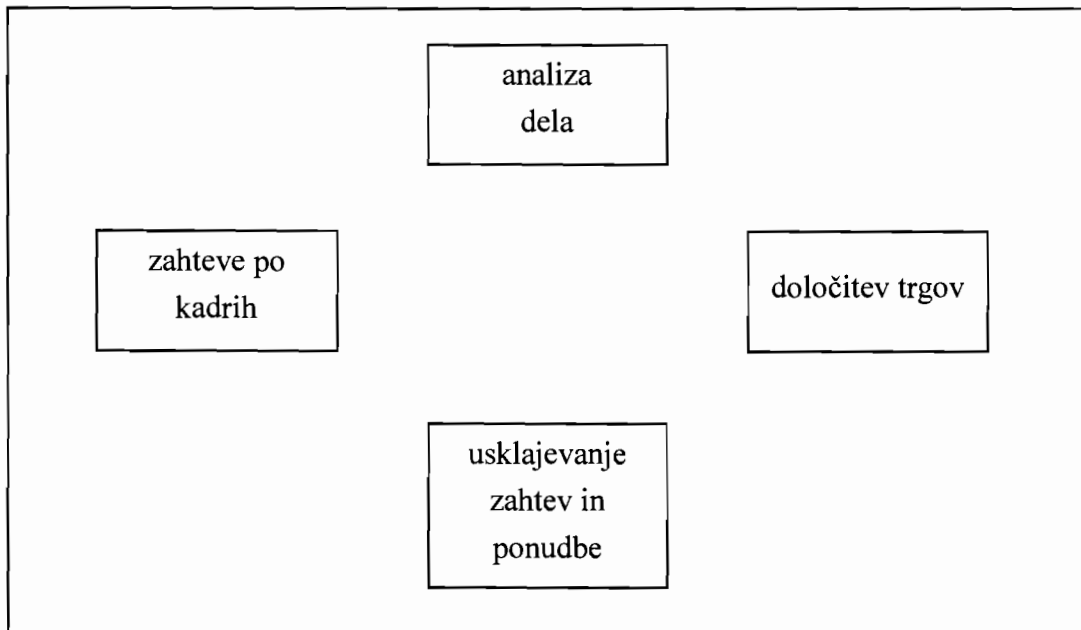 analiza
dela
zahteve po
kadrih
določitev trgov
usklajevanje
zahtev in
ponudbe